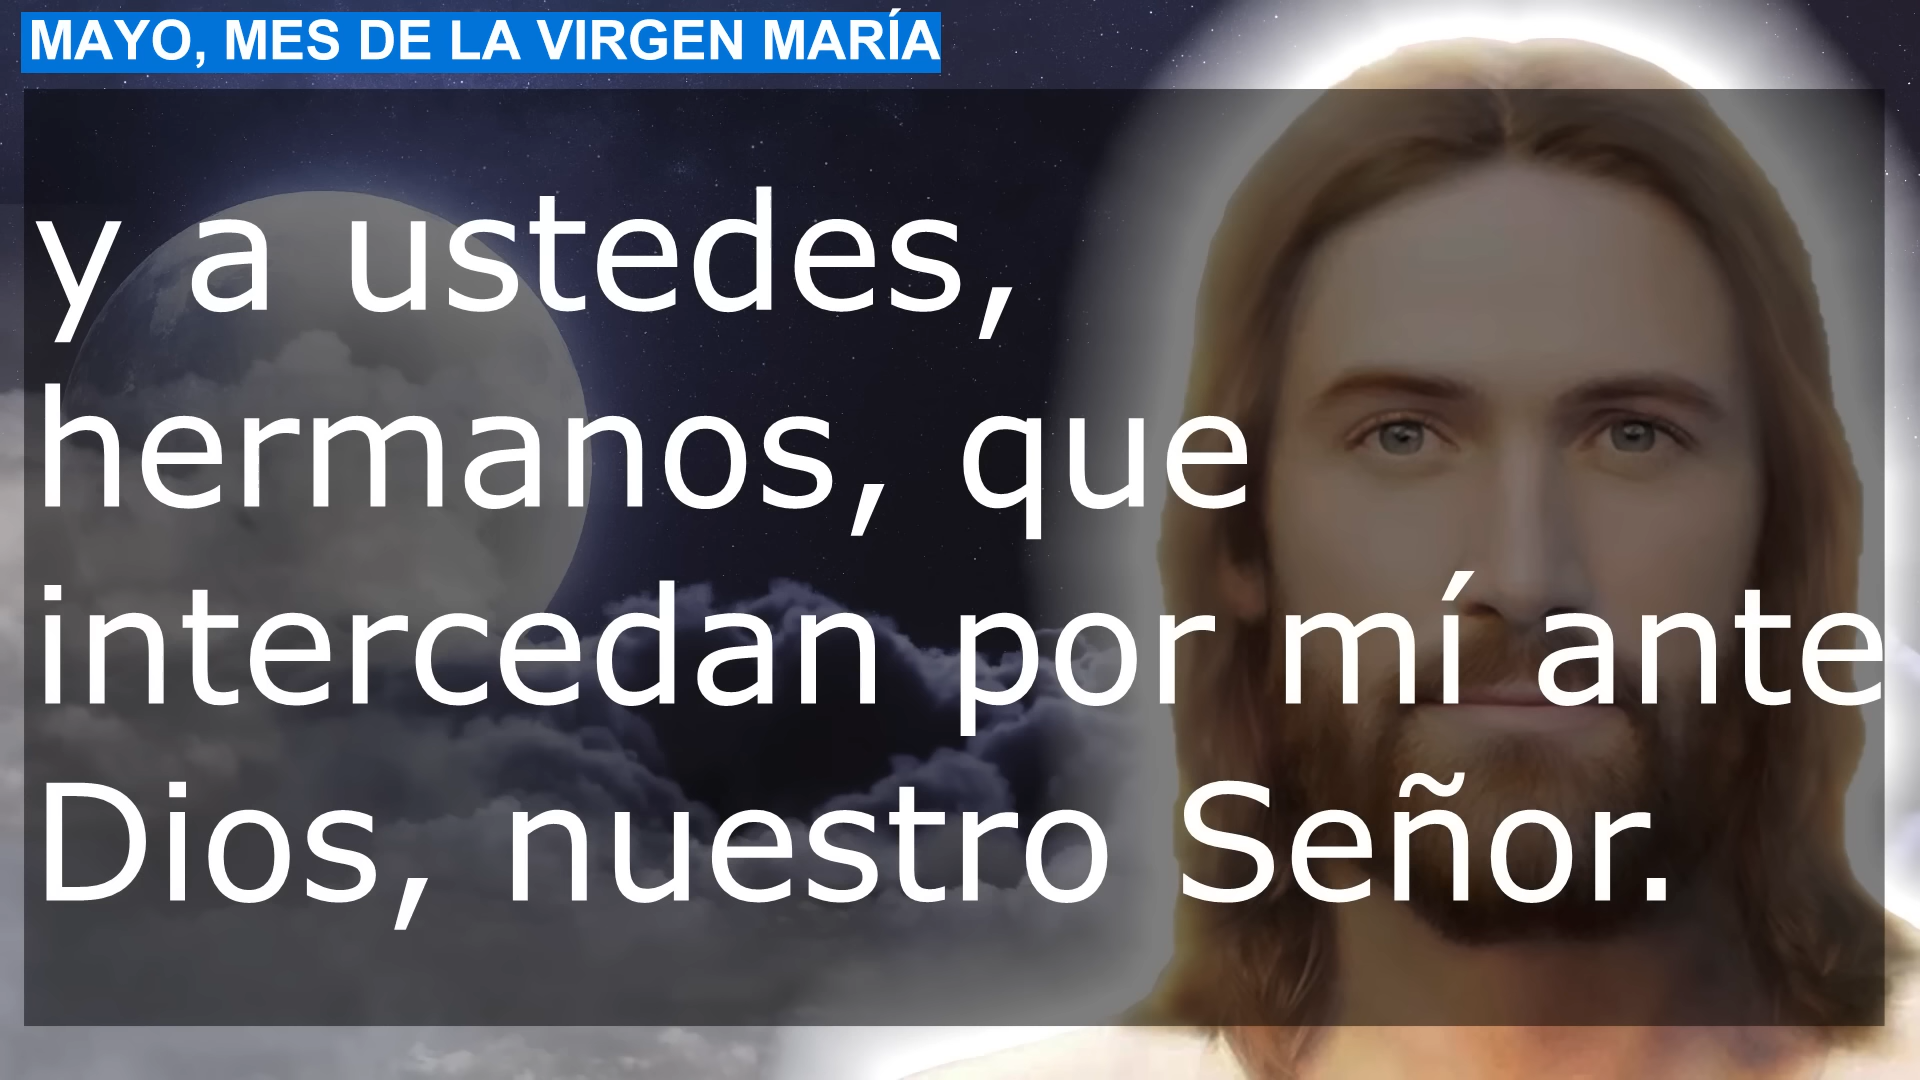 MAYO, MES DE LA VIRGEN MARÍA
y a ustedes,
hermanos, que
intercedan por mí ante
Dios, nuestro Señor.